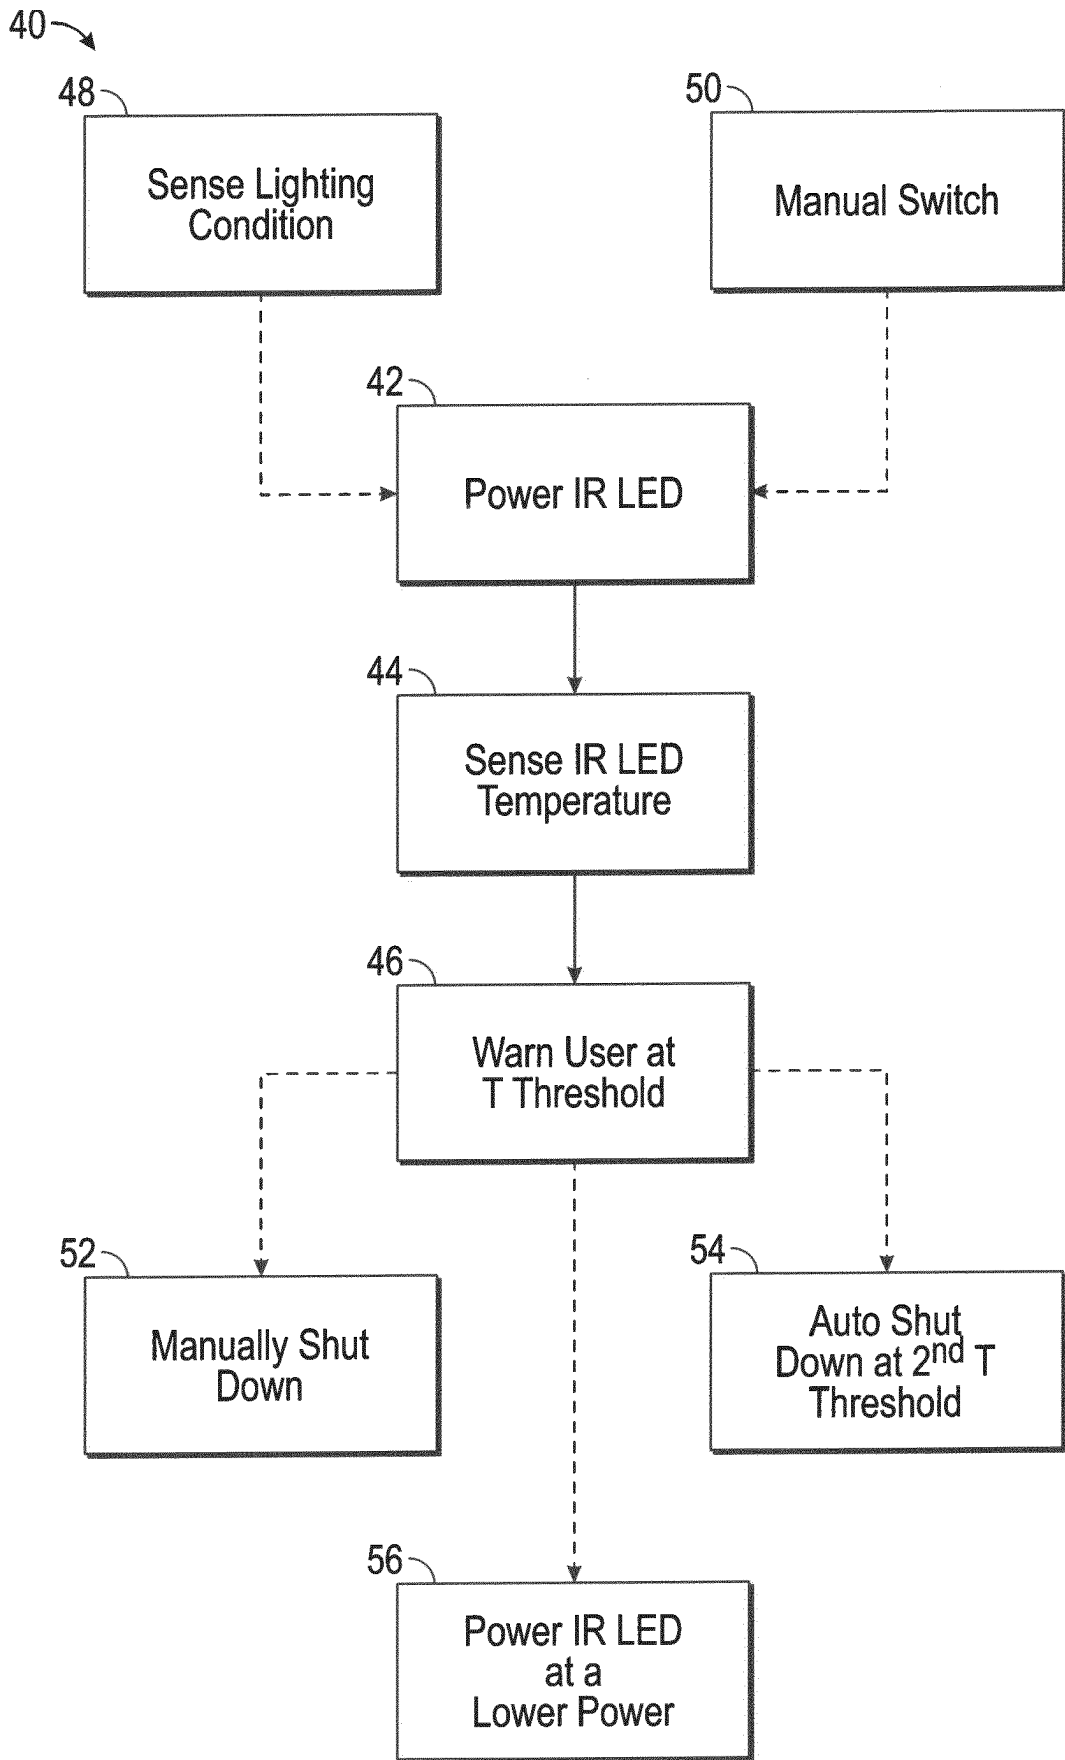 40
48
50
Sense Lighting
Condition
Manual Switch
42
Power IR LED
44
Sense IR LED
Temperature
46
Warn User at
T Threshold
52
54
Manually Shut
Down
Auto Shut
Down at 2nd T
Threshold
56
Power IR LED
at a
Lower Power